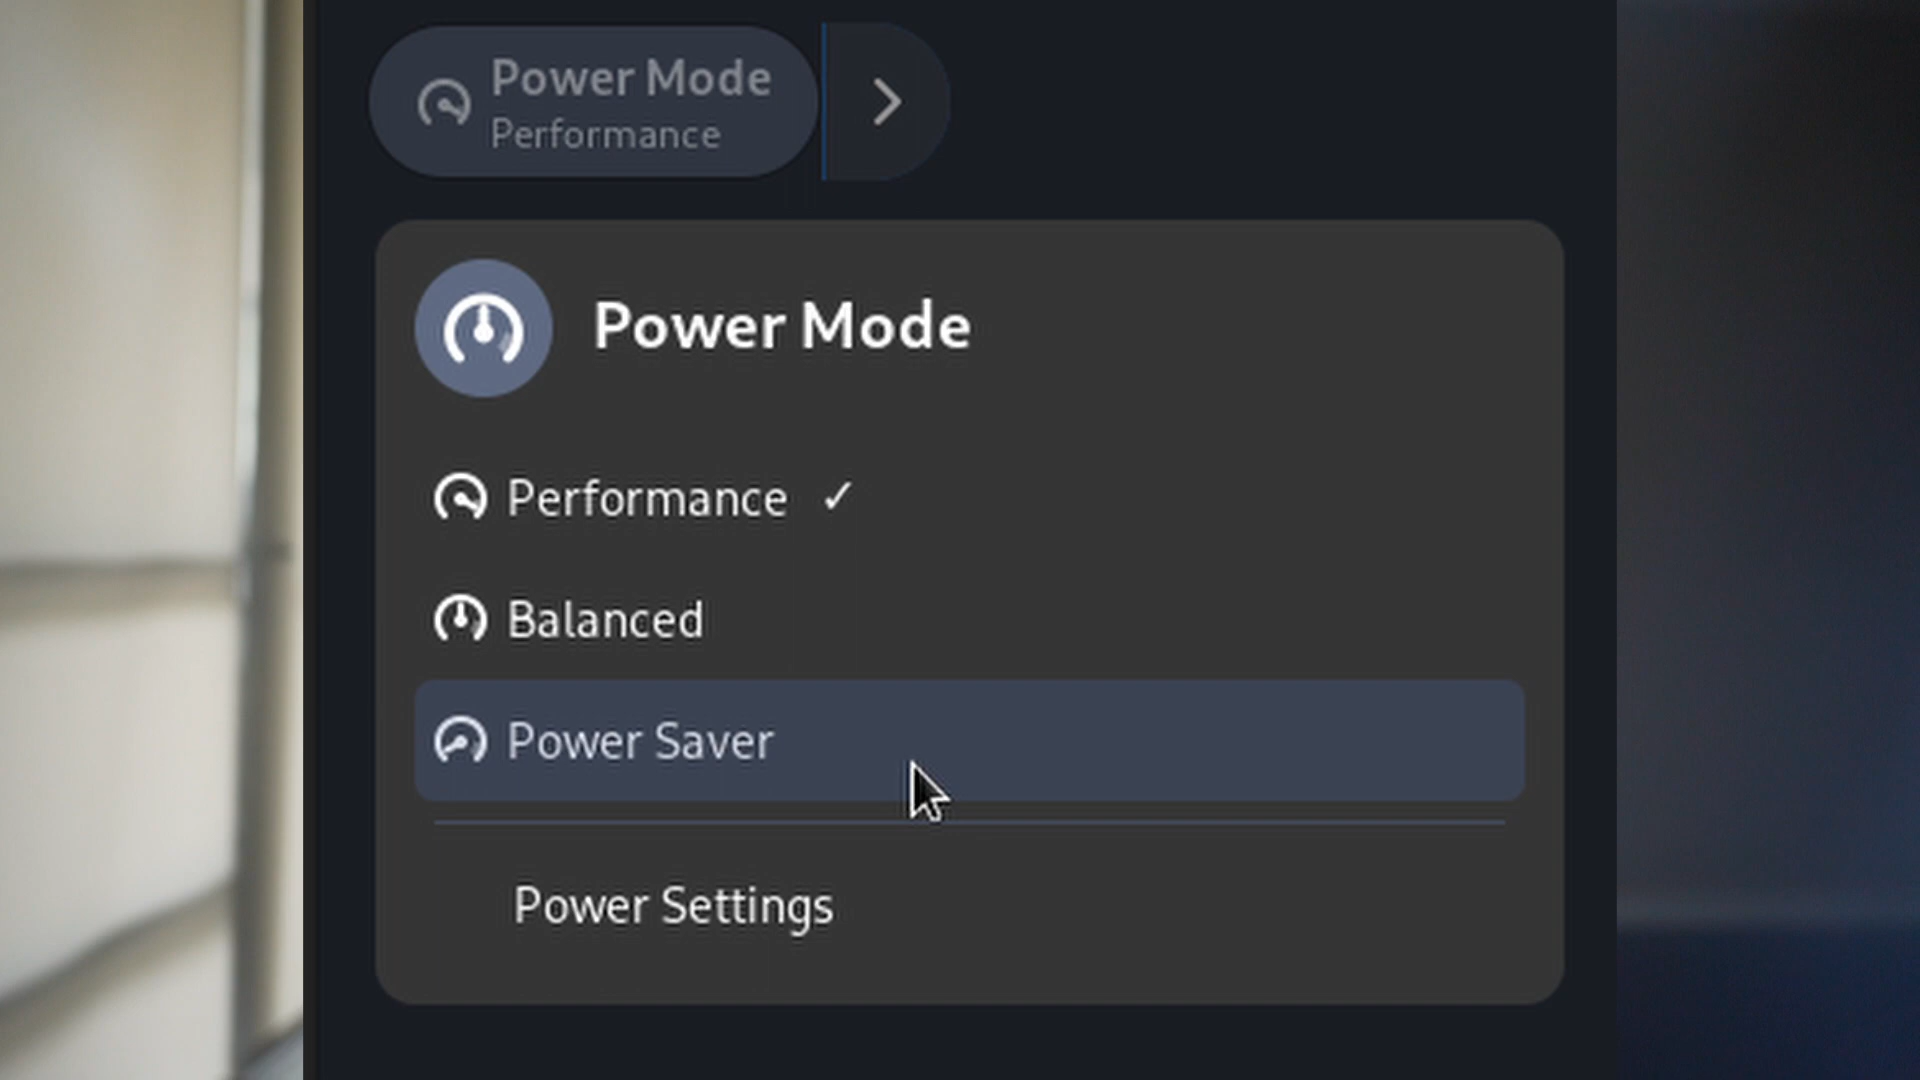 Power Mode
Performance
Power Mode
Performance ✓
Balanced
Power Saver
Power Settings